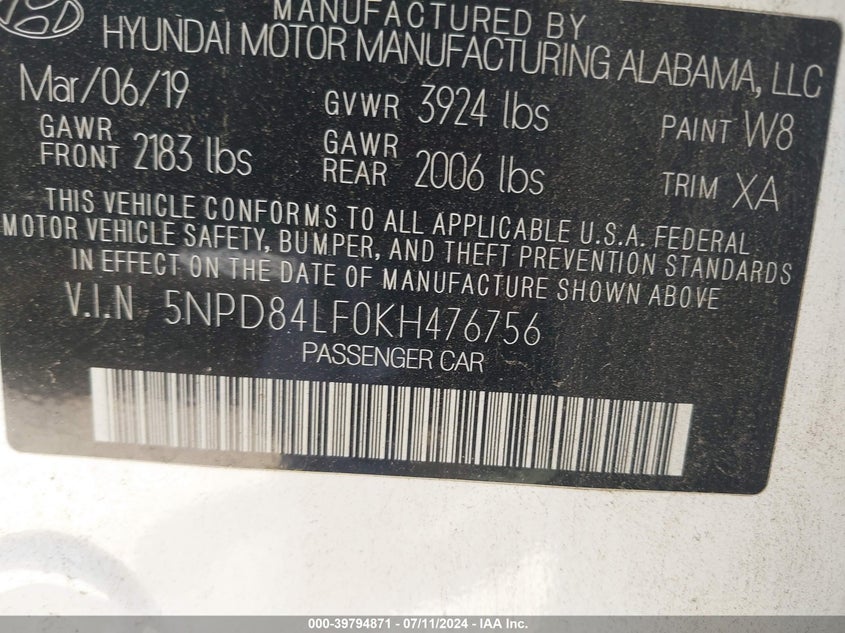 MANUFACTURED BY
HYUNDAI MOTOR MANUFACTURING ALABAMA, LLC
Mar/06/19 GVWR 3924 lbs PAINT W8
GAWR FRONT 2183 lbs GAWR REAR 2006 lbs TRIM XA
THIS VEHICLE CONFORMS TO ALL APPLICABLE U.S.A. FEDERAL
MOTOR VEHICLE SAFETY, BUMPER, AND THEFT PREVENTION STANDARDS
IN EFFECT ON THE DATE OF MANUFACTURE SHOWN ABOVE
V.I.N 5NPD84LF0KH476756
PASSENGER CAR
000-39794871 - 07/11/2024 - IAA Inc.